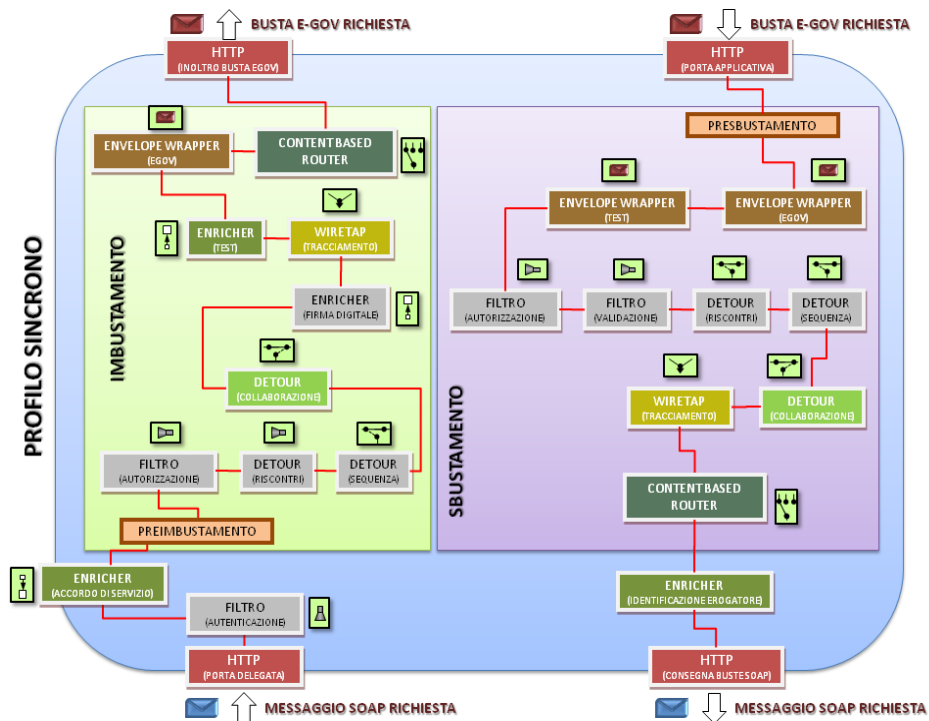 BUSTA E-GOV RICHIESTA
BUSTA E-GOV RICHIESTA
HTTP
(INOLTRO BUSTA EGOV)
HTTP
(PORTA APPLICATIVA)
PROFILO SINCRONO
IMBUSTAMENTO
ENVELOPE WRAPPER
(EGOV)
CONTENT BASED
ROUTER
ENRICHER
(TEST)
WIRETAP
(TRACCIAMENTO)
ENRICHER
(FIRMA DIGITALE)
DETOUR
(COLLABORAZIONE)
FILTRO
(AUTORIZZAZIONE)
DETOUR
(RISCONTRI)
DETOUR
(SEQUENZA)
PREIMBUSTAMENTO
ENRICHER
(ACCORDO DI SERVIZIO)
FILTRO
(AUTENTICAZIONE)
HTTP
(PORTA DELEGATA)
MESSAGGIO SOAP RICHIESTA
SBUSTAMENTO
PRESBUSTAMENTO
ENVELOPE WRAPPER
(TEST)
ENVELOPE WRAPPER
(EGOV)
FILTRO
(AUTORIZZAZIONE)
FILTRO
(VALIDAZIONE)
DETOUR
(RISCONTRI)
DETOUR
(SEQUENZA)
WIRETAP
(TRACCIAMENTO)
DETOUR
(COLLABORAZIONE)
CONTENT BASED
ROUTER
ENRICHER
(IDENTIFICAZIONE EROGATORE)
HTTP
(CONSEGNA BUSTE SOAP)
MESSAGGIO SOAP RICHIESTA